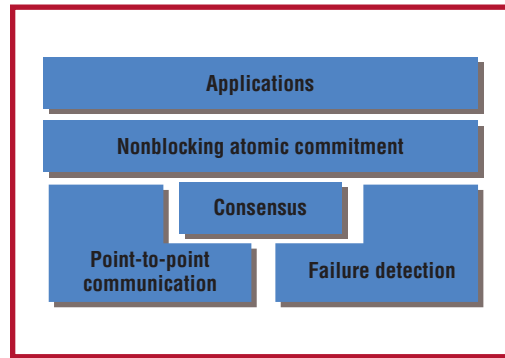 Applications
Nonblocking atomic commitment
Consensus
Point-to-point
communication
Failure detection